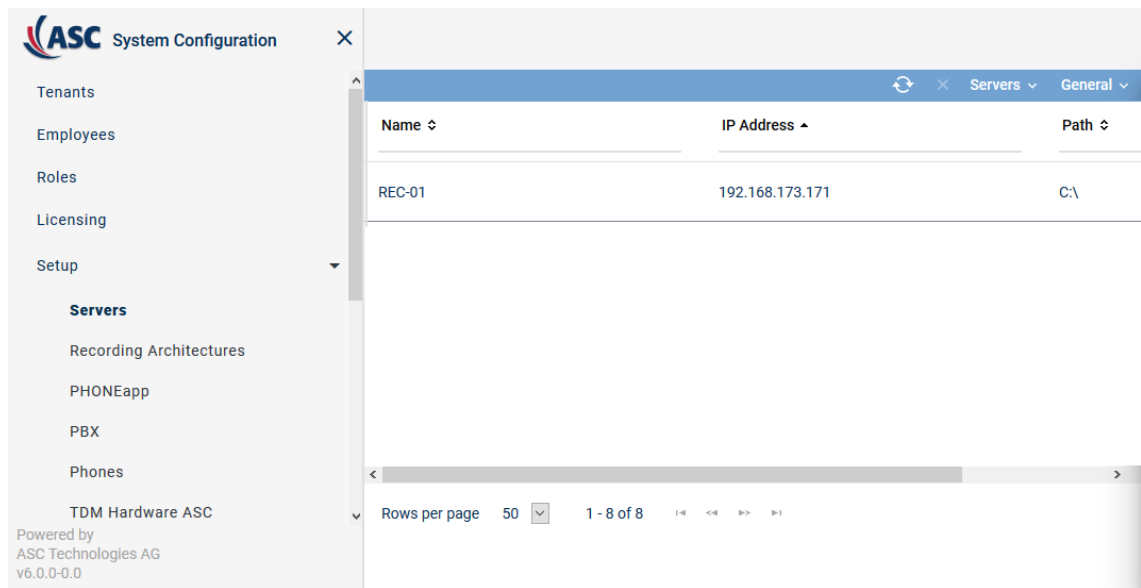 ASC System Configuration
Tenants
Employees
Roles
Licensing
Setup
Servers
Recording Architectures
PHONEapp
PBX
Phones
TDM Hardware ASC
Powered by
ASC Technologies AG
v6.0.0-0.0
Servers General
Name IP Address Path
REC-01 192.168.173.171 C:\
Rows per page 50 1 - 8 of 8